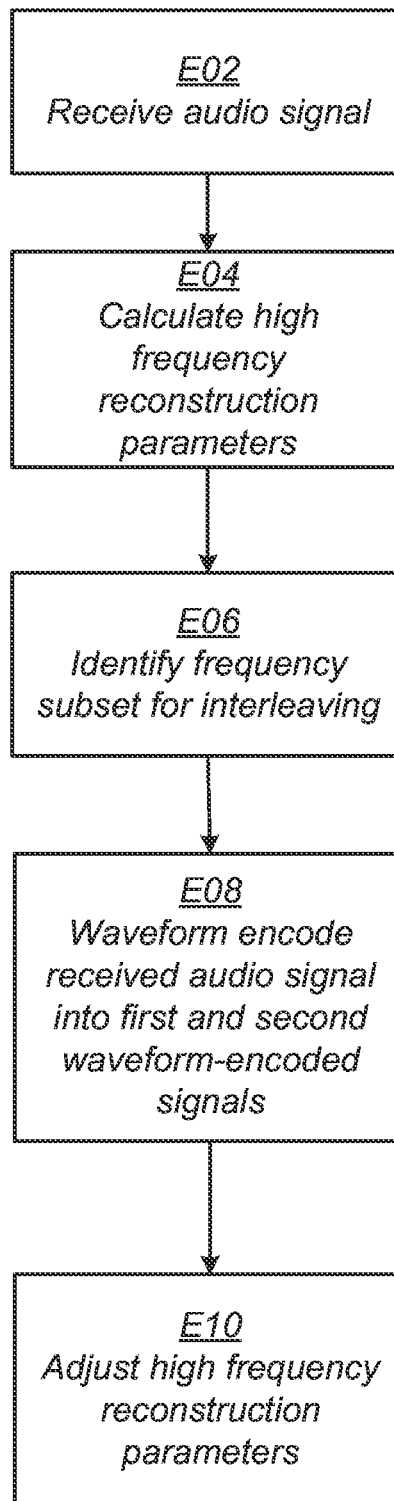 E02
Receive audio signal
E04
Calculate high
frequency
reconstruction
parameters
E06
Identify frequency
subset for interleaving
E08
Waveform encode
received audio signal
into first and second
waveform-encoded
signals
E10
Adjust high frequency
reconstruction
parameters